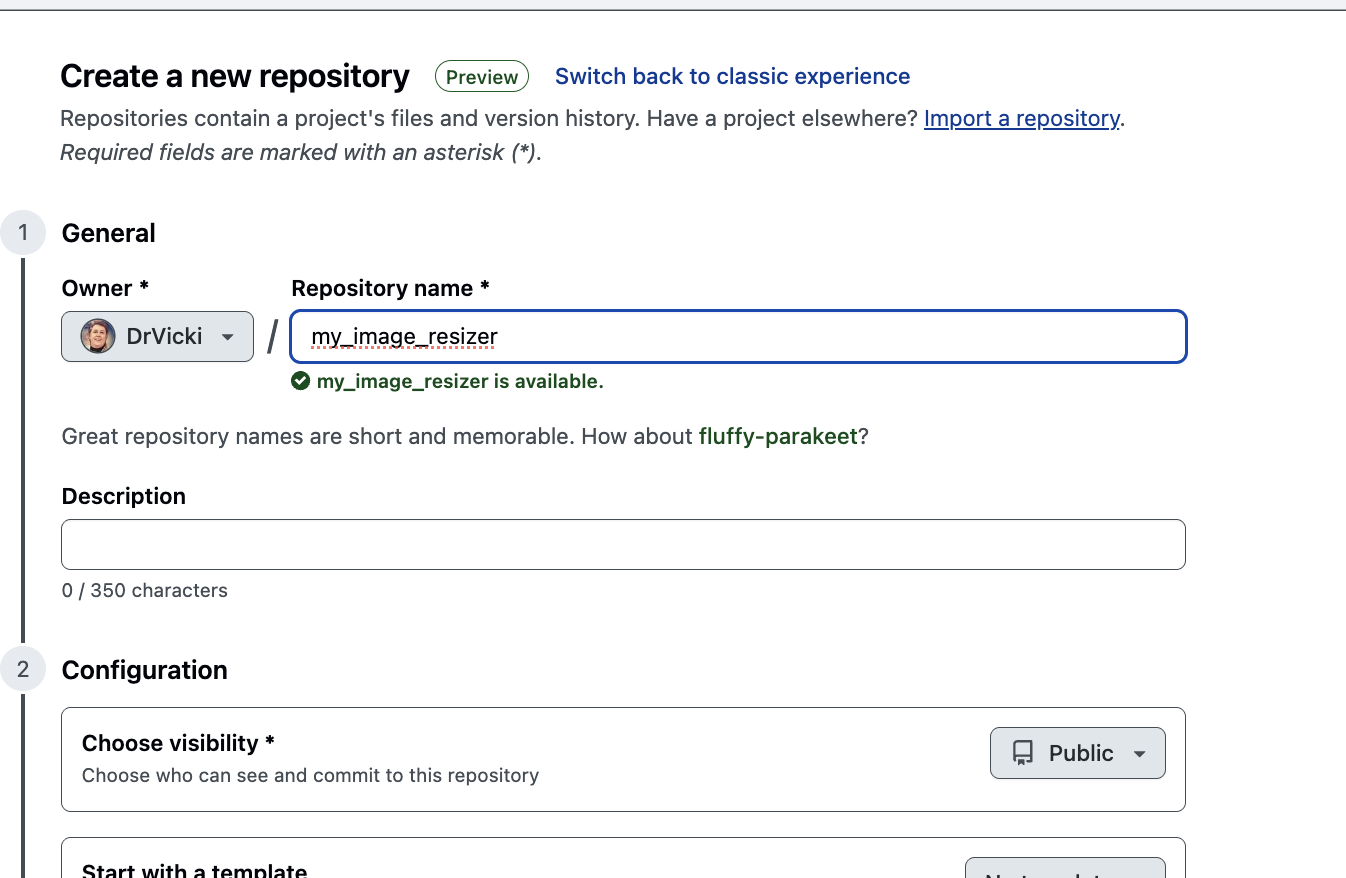 Create a new repository Preview Switch back to classic experience
Repositories contain a project's files and version history. Have a project elsewhere? Import a repository.
Required fields are marked with an asterisk (*).
1 General
Owner * Repository name *
DrVicki / my_image_resizer
my_image_resizer is available.
Great repository names are short and memorable. How about fluffy-parakeet?
Description
0 / 350 characters
2 Configuration
Choose visibility * Public
Choose who can see and commit to this repository
Start with a template